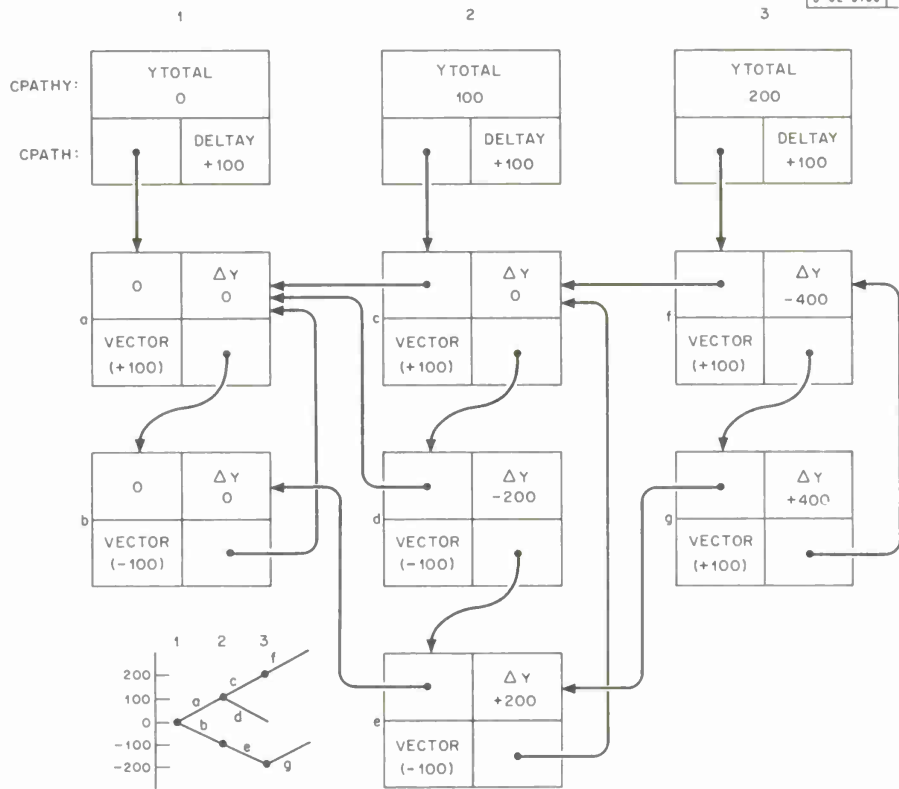 1 2 3
CPATHY: YTOTAL YTOTAL YTOTAL
0 100 200
CPATH: DELTAY DELTAY DELTAY
+100 +100 +100
0 ΔY ΔY ΔY
0 0 -400
a c f
VECTOR VECTOR VECTOR
(+100) (+100) (+100)
0 ΔY ΔY ΔY
0 -200 +400
b d g
VECTOR VECTOR VECTOR
(-100) (-100) (+100)
ΔY
+200
e
VECTOR
(-100)
1 2 3
f
200
c
100
a
d
0
b
-100
e
-200
g